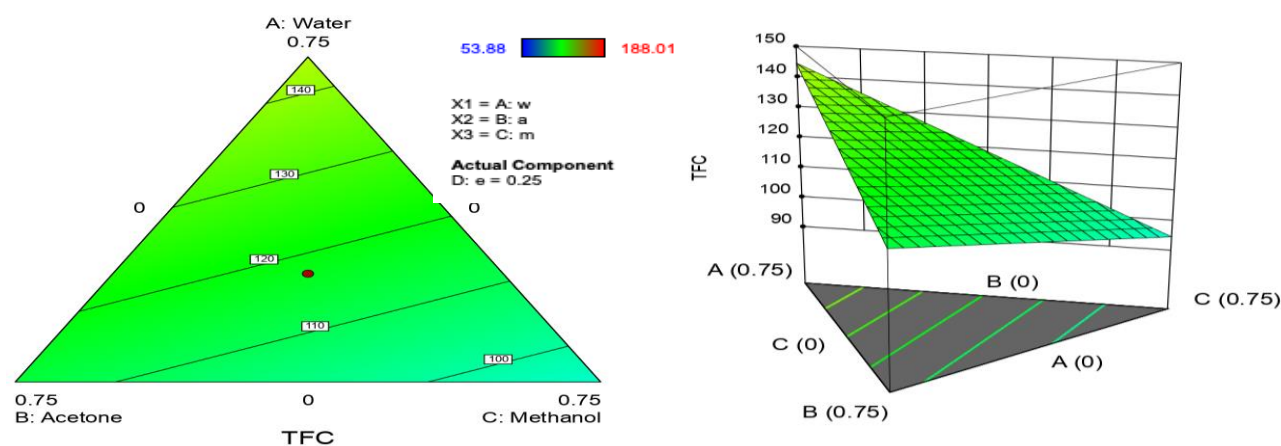 A: Water
0.75
53.88
188.01
140
X1 = A: w
X2 = B: a
X3 = C: m
Actual Component
D: e = 0.25
130
0
0
120
110
100
0.75
0
0.75
B: Acetone
C: Methanol
TFC
150
140
130
120
110
100
90
TFC
A (0.75)
B (0)
C (0.75)
C (0)
A (0)
B (0.75)